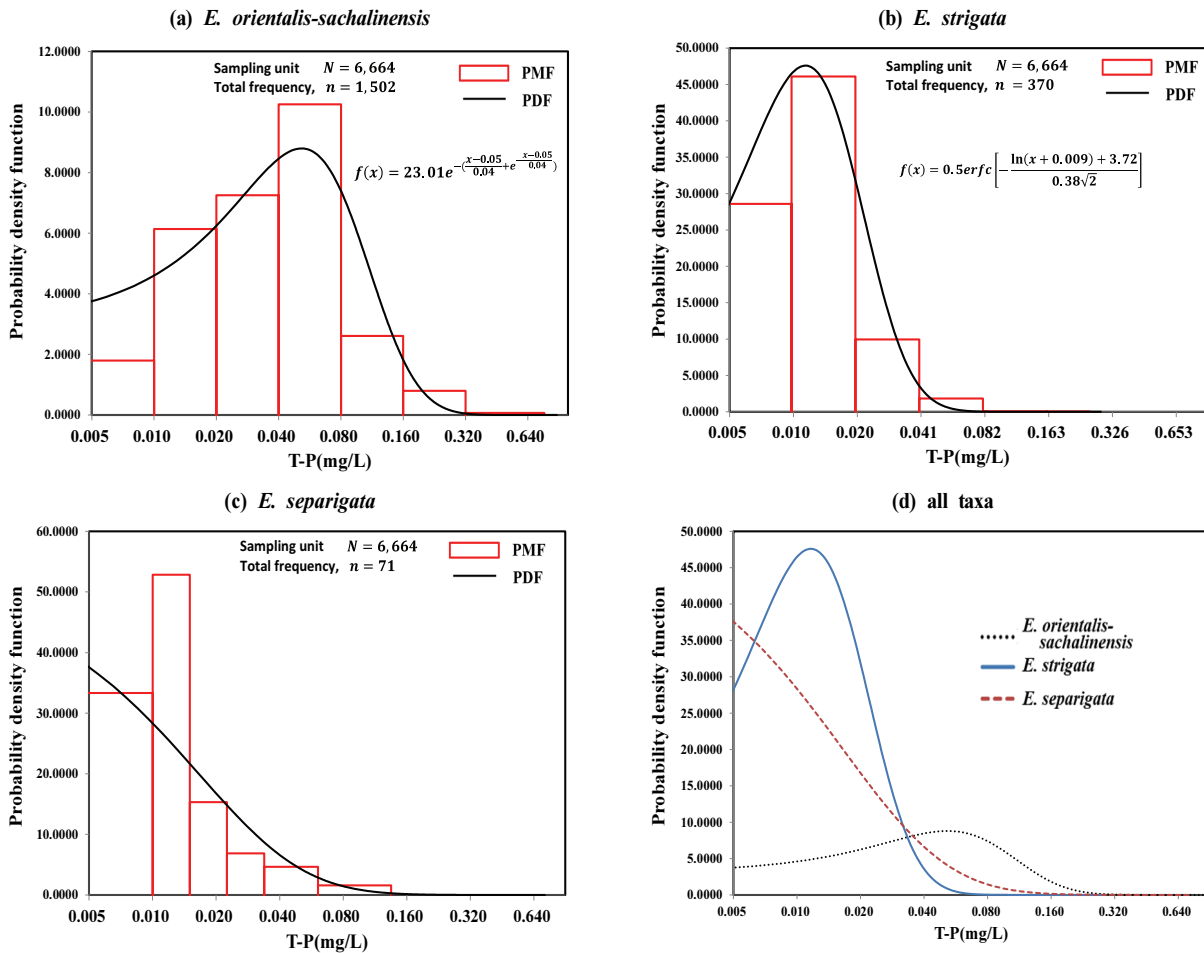 (a) E. orientalis-sachalinensis
Probability density function
12.0000
10.0000
8.0000
6.0000
4.0000
2.0000
0.0000
Sampling unit N = 6,664
Total frequency, n = 1,502
PMF
PDF
f(x) = 23.01e^{-(\frac{x-0.05}{0.04}+e^{\frac{x-0.05}{0.04}})}
0.005 0.010 0.020 0.040 0.080 0.160 0.320 0.640
T-P(mg/L)
(b) E. strigata
Probability density function
50.0000
45.0000
40.0000
35.0000
30.0000
25.0000
20.0000
15.0000
10.0000
5.0000
0.0000
Sampling unit N = 6,664
Total frequency, n = 370
PMF
PDF
f(x) = 0.5erfc[-\frac{ln(x + 0.009) + 3.72}{0.38√2}]
0.005 0.010 0.020 0.041 0.082 0.163 0.326 0.653
T-P(mg/L)
(c) E. separigata
Probability density function
60.0000
50.0000
40.0000
30.0000
20.0000
10.0000
0.0000
Sampling unit N = 6,664
Total frequency, n = 71
PMF
PDF
0.005 0.010 0.020 0.040 0.080 0.160 0.320 0.640
T-P(mg/L)
(d) all taxa
Probability density function
50.0000
45.0000
40.0000
35.0000
30.0000
25.0000
20.0000
15.0000
10.0000
5.0000
0.0000
E. orientalis-
sachalinensis
E. strigata
E. separigata
0.005 0.010 0.020 0.040 0.080 0.160 0.320 0.640
T-P(mg/L)